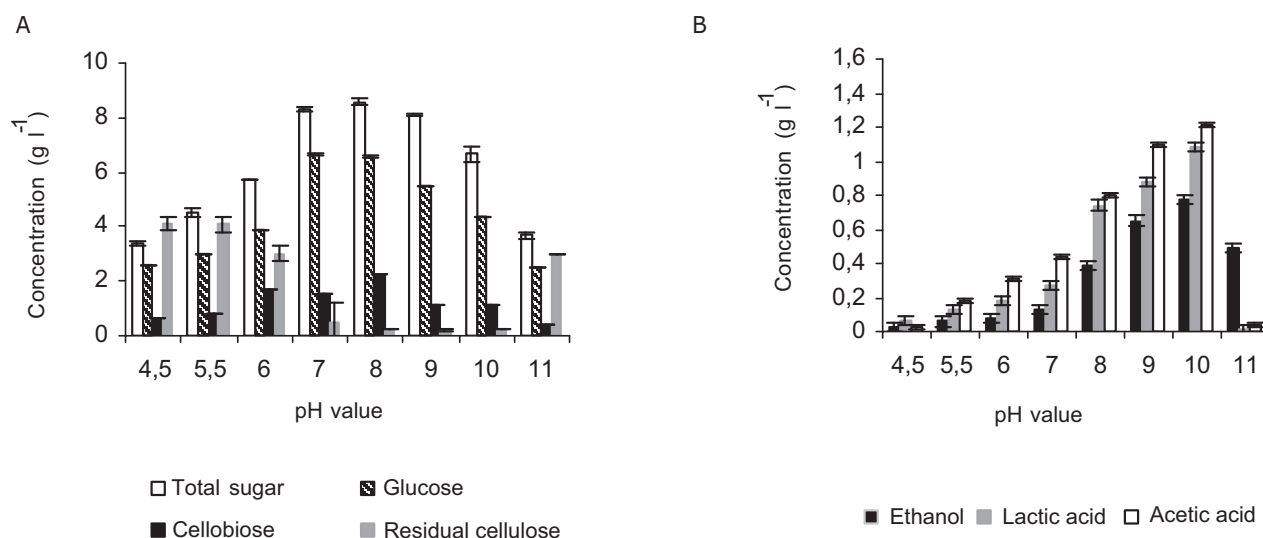 A
Concentration (g l⁻¹)
10
8
6
4
2
0
4,5 5,5 6 7 8 9 10 11
pH value
Total sugar Glucose
Cellobiose Residual cellulose
B
Concentration (g l⁻¹)
1,6
1,4
1,2
1
0,8
0,6
0,4
0,2
0
4,5 5,5 6 7 8 9 10 11
pH value
Ethanol Lactic acid Acetic acid